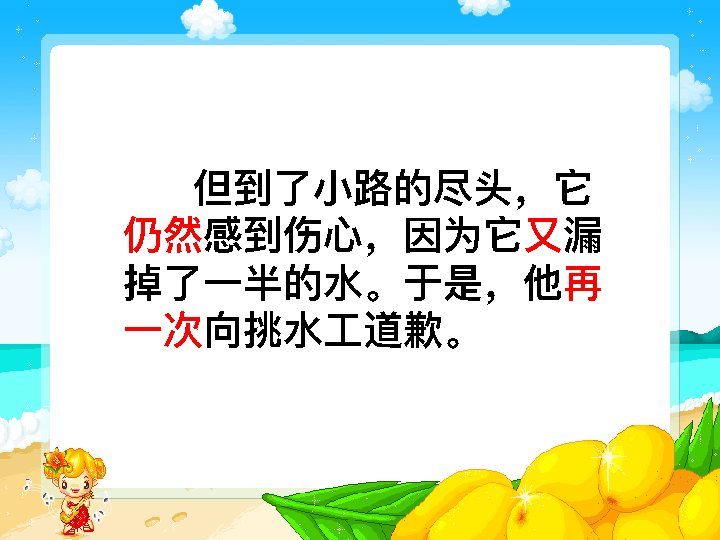 但到了小路的尽头，它
仍然感到伤心，因为它又漏
掉了一半的水。于是，他再
一次向挑水工道歉。